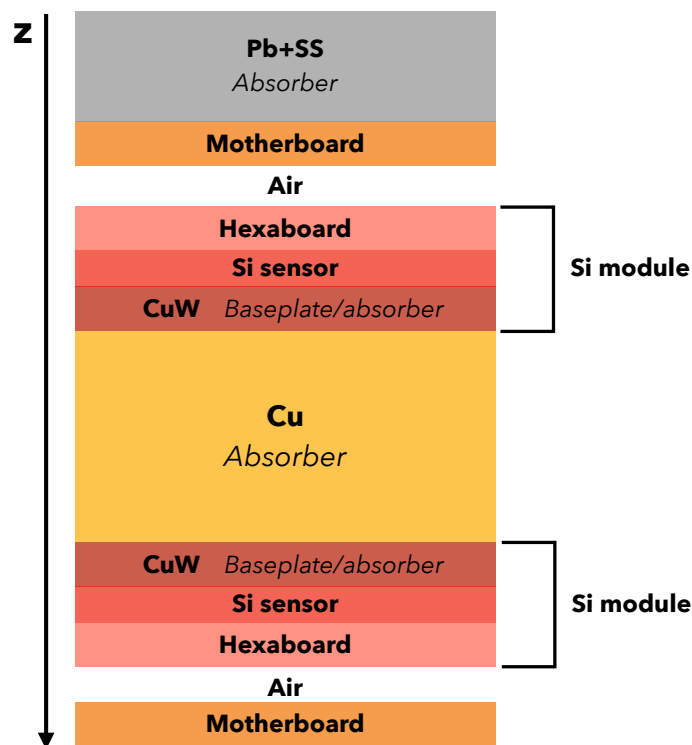 z
Pb+SS
Absorber
Motherboard
Air
Hexaboard
Si sensor
Si module
CuW Baseplate/absorber
Cu
Absorber
CuW Baseplate/absorber
Si sensor
Si module
Hexaboard
Air
Motherboard